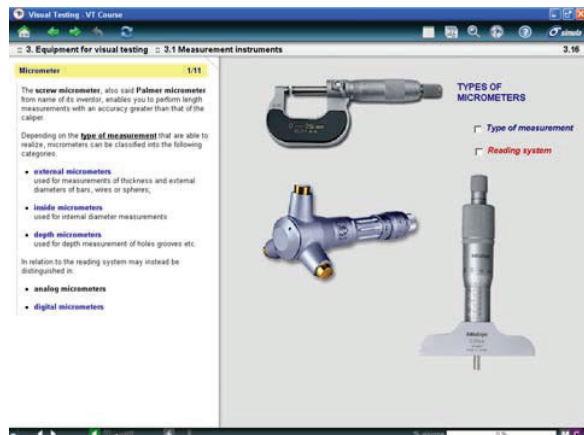 Visual Testing - VT Course
:: 3. Equipment for visual testing :: 3.1 Measurement instruments
3.16
Micrometer
1/11
The screw micrometer, also said Palmer micrometer
from name of its inventor, enables you to perform length
measurements with an accuracy greater than that of the
caliper.
Depending on the type of measurement that are able to
realize, micrometers can be classified into the following
categories.
• external micrometers
used for measurements of thickness and external
diameters of bars, wires or spheres;
• inside micrometers
used for internal diameter measurements
• depth micrometers
used for depth measurement of holes grooves etc.
In relation to the reading system may instead be
distinguished in:
• analog micrometers
• digital micrometers
TYPES OF
MICROMETERS
Type of measurement
Reading system
Mitutoyo